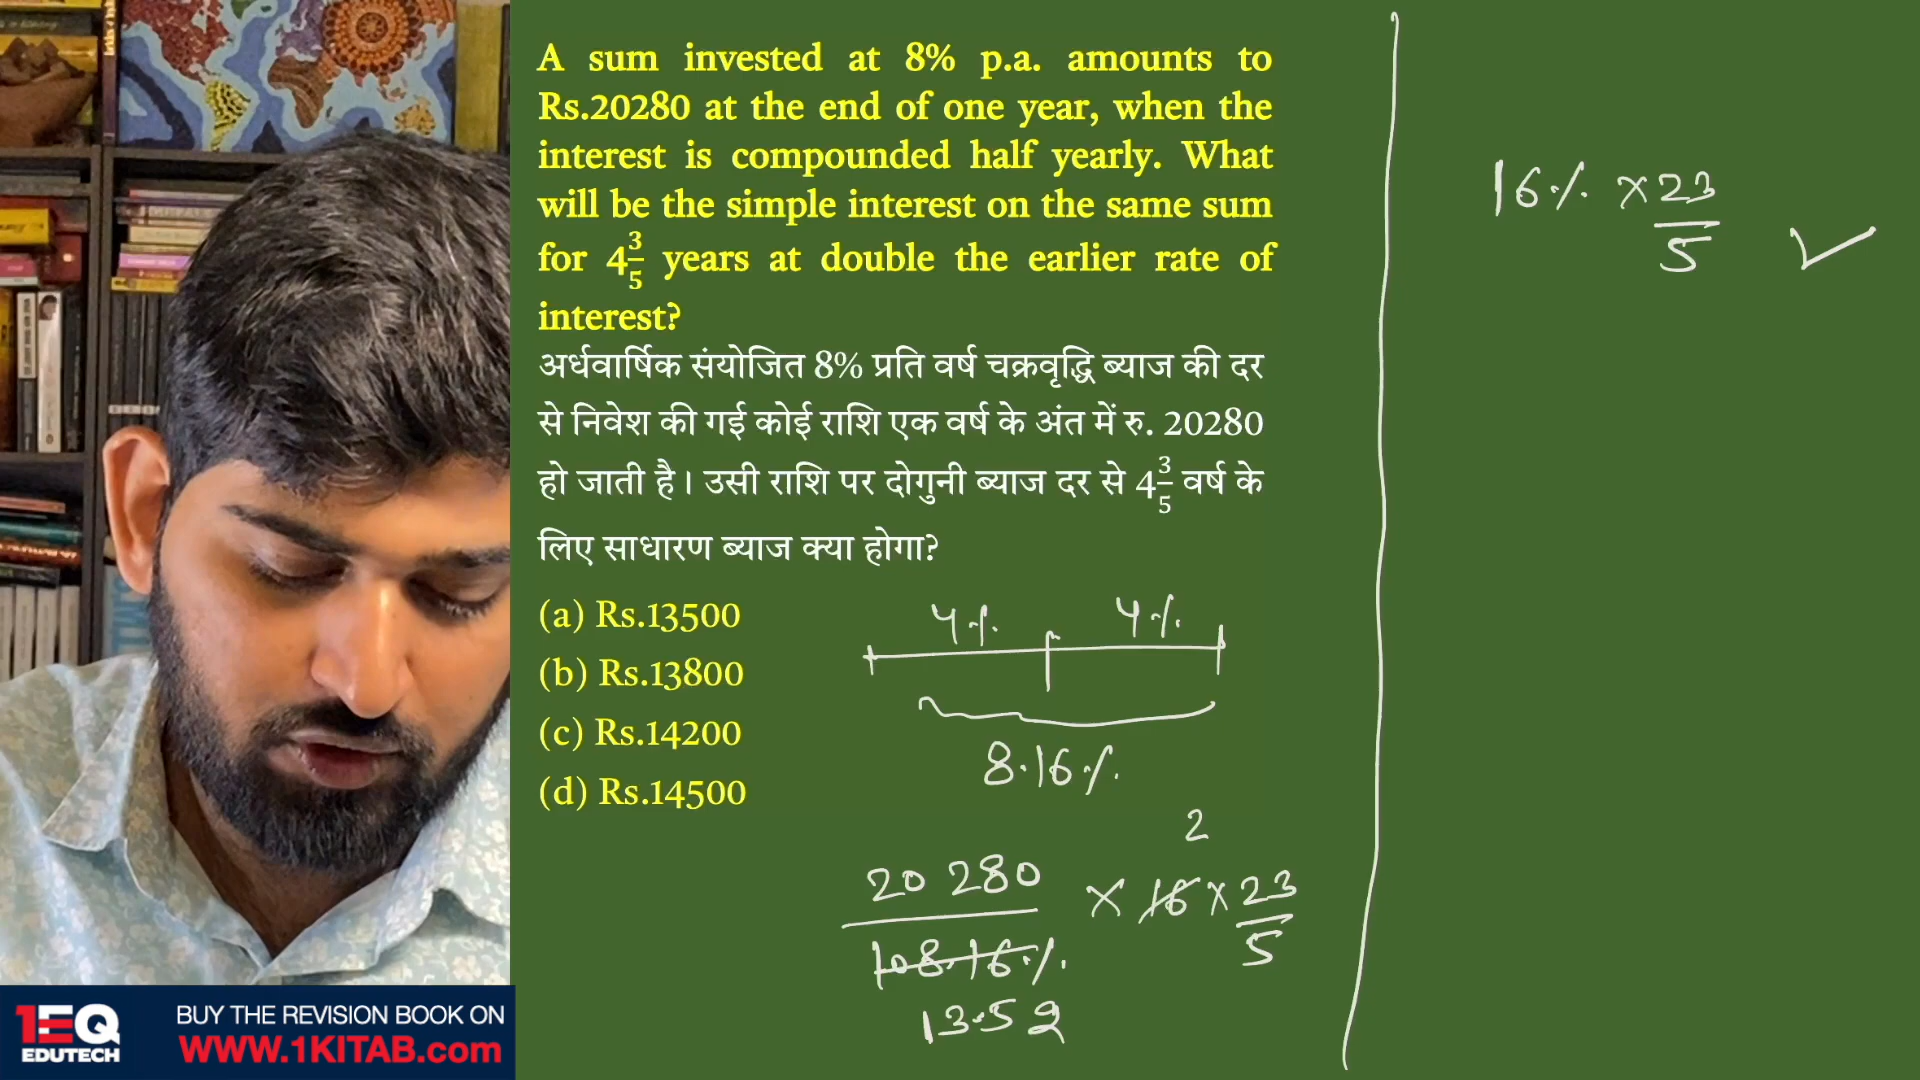 A sum invested at 8% p.a. amounts to
Rs.20280 at the end of one year, when the
interest is compounded half yearly. What
will be the simple interest on the same sum
for 4 3/5 years at double the earlier rate of
interest?
अर्धवार्षिक संयोजित 8% प्रति वर्ष चक्रवृद्धि ब्याज की दर
से निवेश की गई कोई राशि एक वर्ष के अंत में रु. 20280
हो जाती है। उसी राशि पर दोगुनी ब्याज दर से 4 3/5 वर्ष के
लिए साधारण ब्याज क्या होगा?
(a) Rs.13500
(b) Rs.13800
(c) Rs.14200
(d) Rs.14500
4% 4%
8.16%
2
20 280 × 16 × 23
108.16% 5
13.52
16% × 23
5
1EQ
EDUTECH
BUY THE REVISION BOOK ON
WWW.1KITAB.com